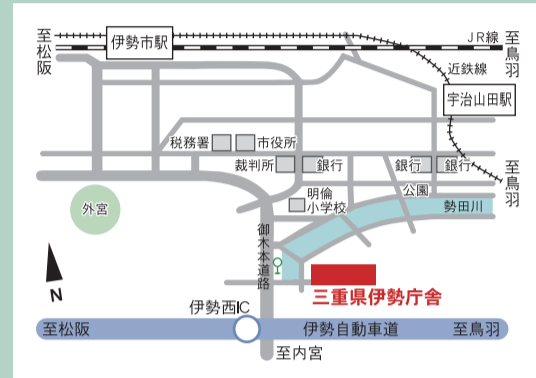 至松阪
伊勢市駅
JR線
至鳥羽
近鉄線
宇治山田駅
税務署
市役所
裁判所
銀行
銀行
銀行
至鳥羽
公園
明倫
小学校
外宮
勢田川
御木本道路
三重県伊勢庁舎
N
伊勢西IC
至松阪
伊勢自動車道
至鳥羽
至内宮